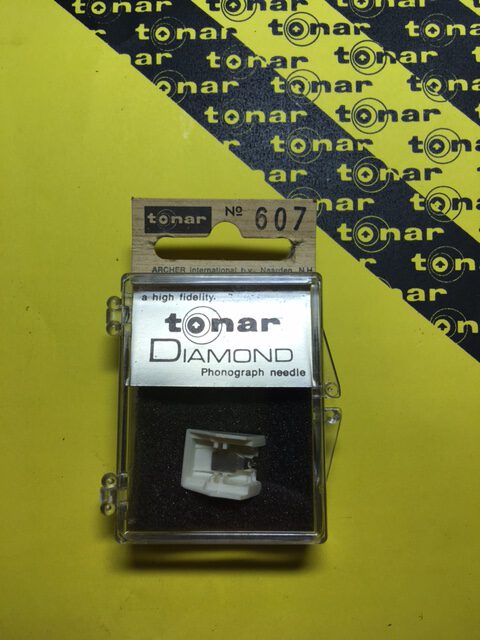 tonar
tonar tonar
tonar tonar tonar
tonar tonar tonar
tonar tonar
tonar tonar
tonar
tonar
tonar
tonar
tonar Nº 607
ARCHER international b.v. Naarden N.H.
a high fidelity.
tonar
DIAMOND
Phonograph needle